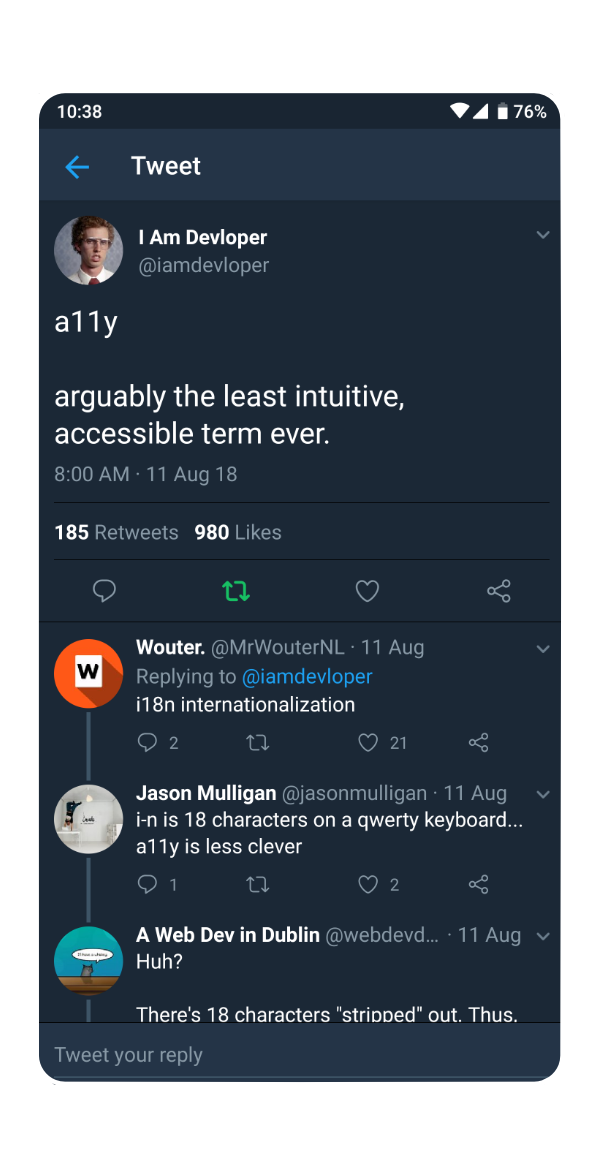 10:38 76%
Tweet
I Am Devloper
@iamdevloper
a11y
arguably the least intuitive,
accessible term ever.
8:00 AM · 11 Aug 18
185 Retweets 980 Likes
Wouter. @MrWouterNL · 11 Aug
Replying to @iamdevloper
i18n internationalization
2 21
W
Jason Mulligan @jasonmulligan · 11 Aug
i-n is 18 characters on a qwerty keyboard...
a11y is less clever
1 2
A Web Dev in Dublin @webdevd... · 11 Aug
Huh?
There's 18 characters "stripped" out. Thus,
Tweet your reply